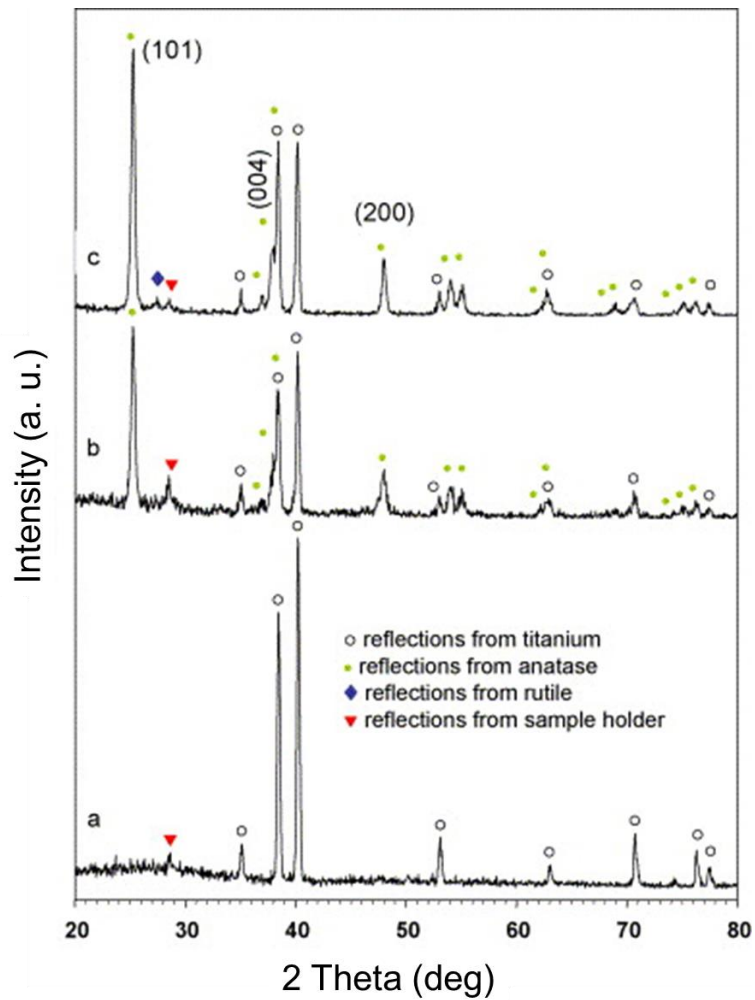 (101)
(004)
(200)
c
b
a
Intensity (a. u.)
reflections from titanium
reflections from anatase
reflections from rutile
reflections from sample holder
20 30 40 50 60 70 80
2 Theta (deg)